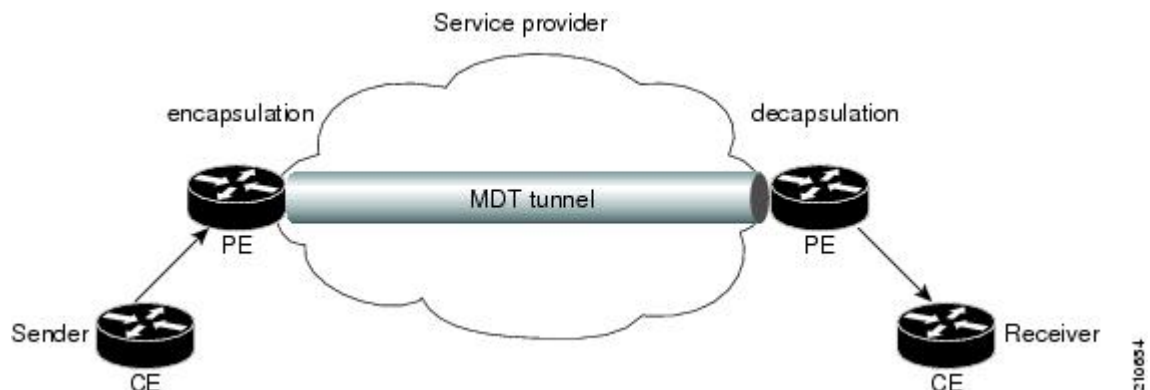 Service provider
encapsulation
decapsulation
MDT tunnel
PE
PE
Sender
Receiver
CE
CE
210654